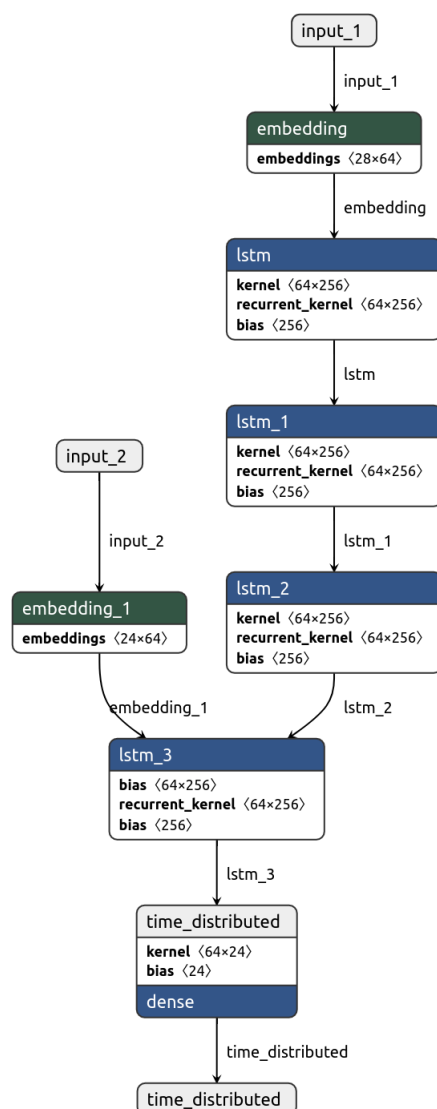 input_1
input_1
embedding
embeddings ⟨28×64⟩
embedding
lstm
kernel ⟨64×256⟩
recurrent_kernel ⟨64×256⟩
bias ⟨256⟩
lstm
lstm_1
kernel ⟨64×256⟩
recurrent_kernel ⟨64×256⟩
bias ⟨256⟩
input_2
lstm_1
input_2
lstm_2
kernel ⟨64×256⟩
recurrent_kernel ⟨64×256⟩
bias ⟨256⟩
embedding_1
embeddings ⟨24×64⟩
embedding_1
lstm_2
lstm_3
bias ⟨64×256⟩
recurrent_kernel ⟨64×256⟩
bias ⟨256⟩
lstm_3
time_distributed
kernel ⟨64×24⟩
bias ⟨24⟩
dense
time_distributed
time_distributed